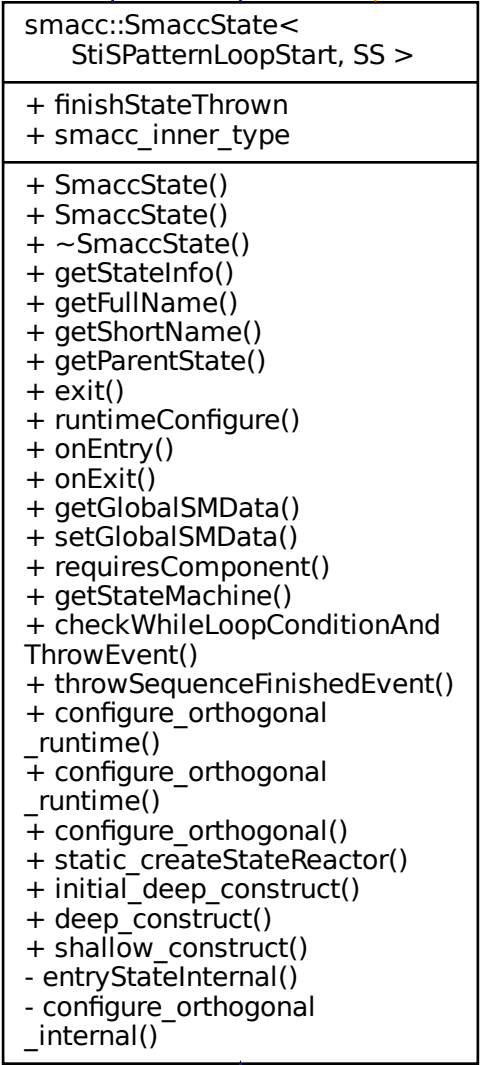 smacc::SmaccState<
StiSPatternLoopStart, SS >
+ finishStateThrown
+ smacc_inner_type
+ SmaccState()
+ SmaccState()
+ ~SmaccState()
+ getStateInfo()
+ getFullName()
+ getShortName()
+ getParentState()
+ exit()
+ runtimeConfigure()
+ onEntry()
+ onExit()
+ getGlobalSMData()
+ setGlobalSMData()
+ requiresComponent()
+ getStateMachine()
+ checkWhileLoopConditionAnd
ThrowEvent()
+ throwSequenceFinishedEvent()
+ configure_orthogonal
_runtime()
+ configure_orthogonal
_runtime()
+ configure_orthogonal()
+ static_createStateReactor()
+ initial_deep_construct()
+ deep_construct()
+ shallow_construct()
- entryStateInternal()
- configure_orthogonal
_internal()